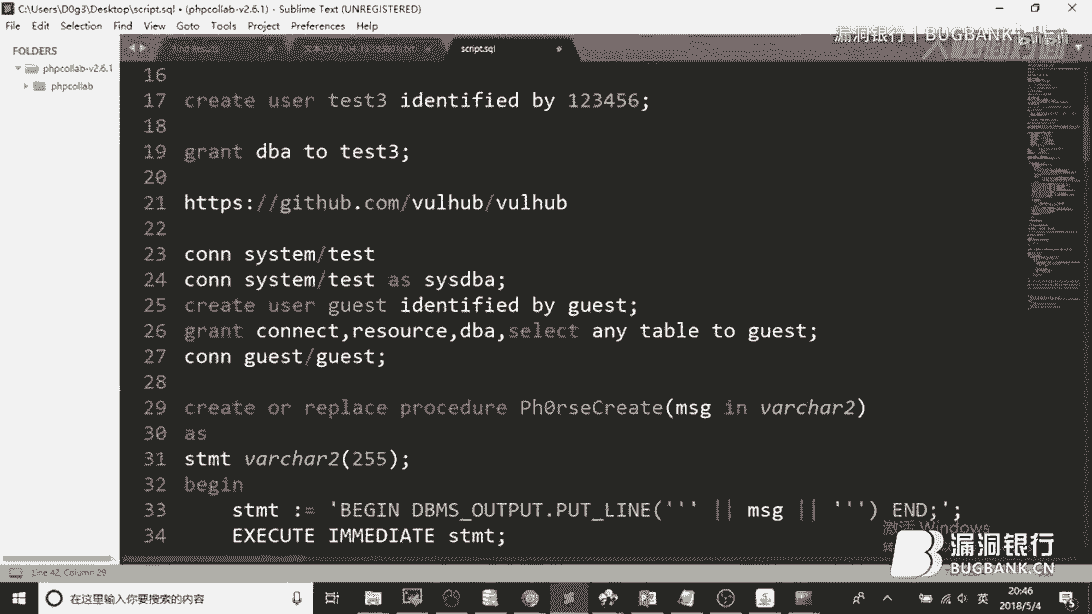 C:\Users\D0g3\Desktop\script.sql • (phpcollab-v2.6.1) - Sublime Text (UNREGISTERED)
File Edit Selection Find View Goto Tools Project Preferences Help
漏洞银行 | BUGBANK
FOLDERS
script.sql
phpcollab-v2.6.1
phpcollab
16
17 create user test3 identified by 123456;
18
19 grant dba to test3;
20
21 https://github.com/vulhub/vulhub
22
23 conn system/test
24 conn system/test as sysdba;
25 create user guest identified by guest;
26 grant connect,resource,dba,select any table to guest;
27 conn guest/guest;
28
29 create or replace procedure Ph0rseCreate(msg in varchar2)
30 as
31 stmt varchar2(255);
32 begin
33 stmt := 'BEGIN DBMS_OUTPUT.PUT_LINE(''' || msg || ''') END;';
34 EXECUTE IMMEDIATE stmt;
激活 Windows
漏洞银行
BUGBANK.CN
Line 42, Column 29
在这里输入你要搜索的内容
英
20:46
2018/5/4